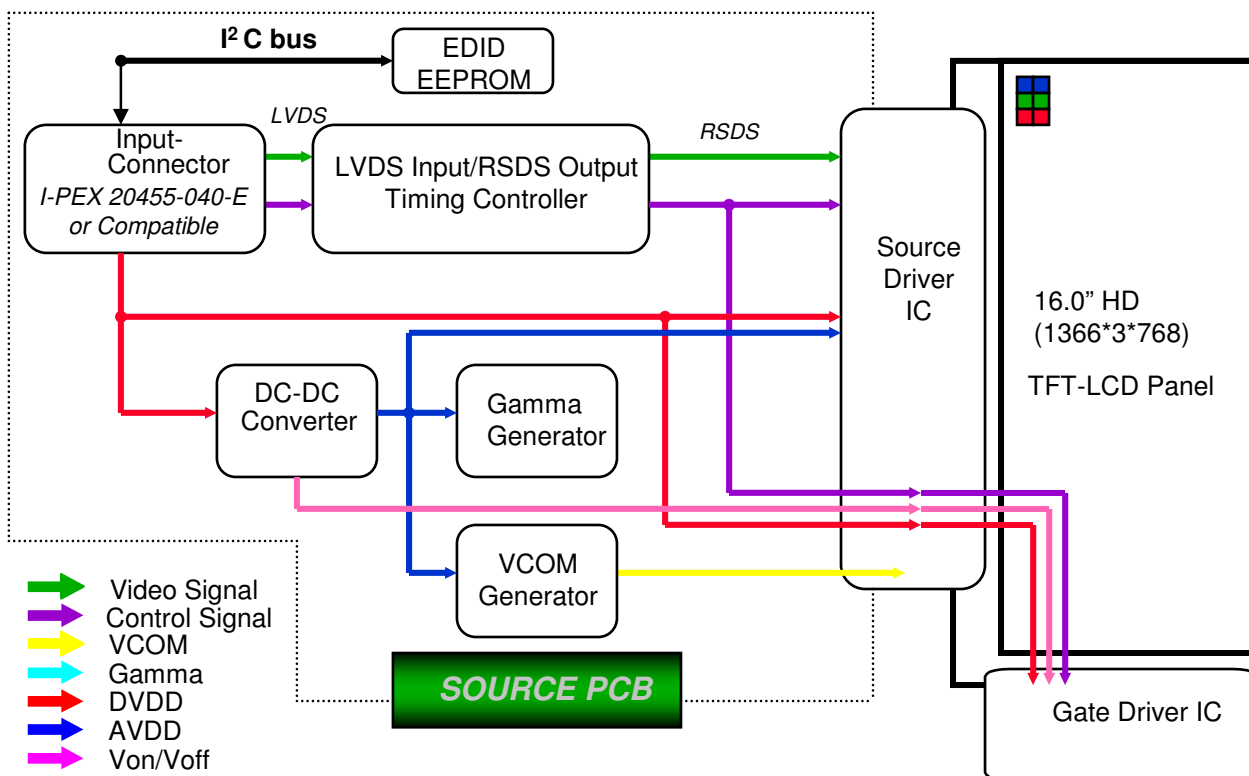 I² C bus
EDID
EEPROM
LVDS
RSDS
Input-
Connector
I-PEX 20455-040-E
or Compatible
LVDS Input/RSDS Output
Timing Controller
Source
Driver
IC
16.0” HD
(1366*3*768)
TFT-LCD Panel
DC-DC
Converter
Gamma
Generator
VCOM
Generator
Video Signal
Control Signal
VCOM
Gamma
DVDD
AVDD
Von/Voff
SOURCE PCB
Gate Driver IC